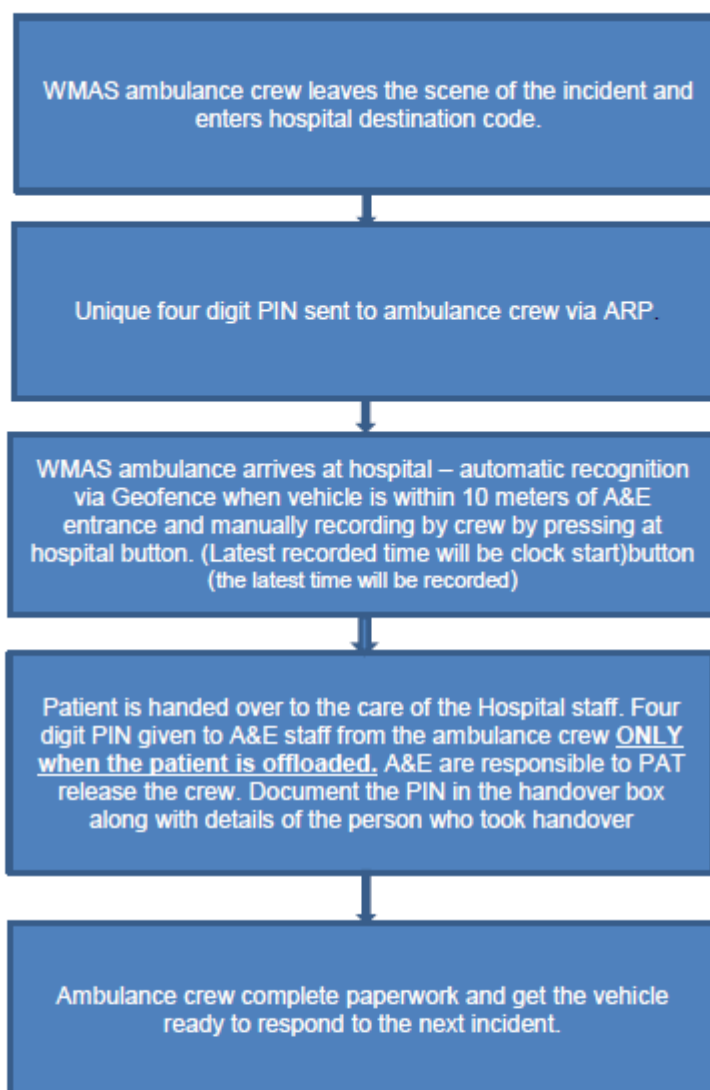 WMAS ambulance crew leaves the scene of the incident and
enters hospital destination code.
Unique four digit PIN sent to ambulance crew via ARP.
WMAS ambulance arrives at hospital – automatic recognition
via Geofence when vehicle is within 10 meters of A&E
entrance and manually recording by crew by pressing at
hospital button. (Latest recorded time will be clock start)button
(the latest time will be recorded)
Patient is handed over to the care of the Hospital staff. Four
digit PIN given to A&E staff from the ambulance crew ONLY
when the patient is offloaded. A&E are responsible to PAT
release the crew. Document the PIN in the handover box
along with details of the person who took handover
Ambulance crew complete paperwork and get the vehicle
ready to respond to the next incident.